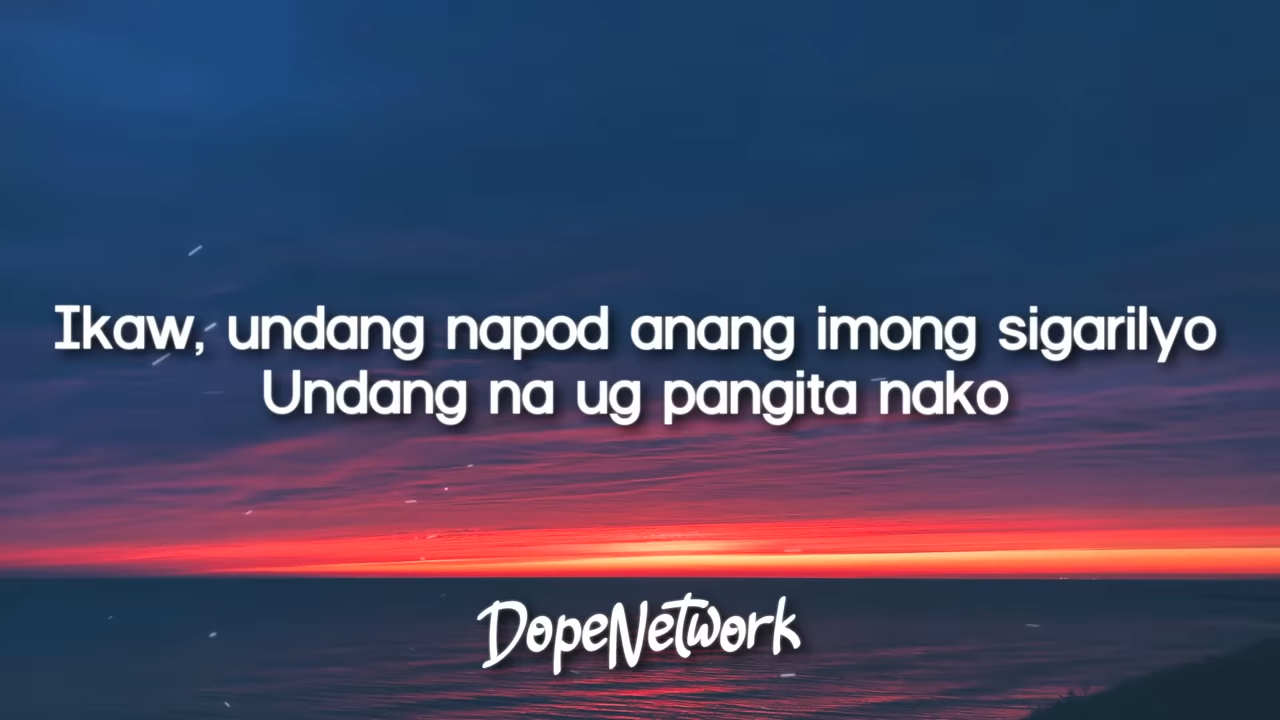 Ikaw, undang napod anang imong sigarilyo
Undang na ug pangita nako
DopeNetwork